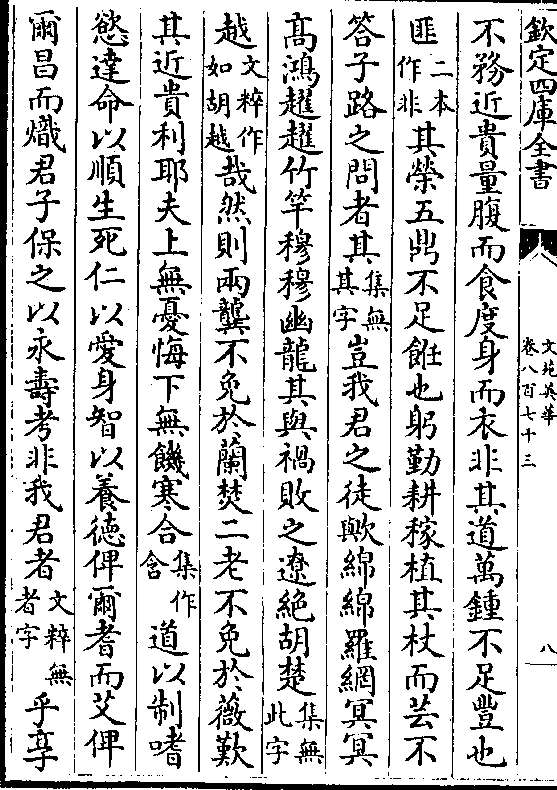 欽定四庫全書
文苑英華
卷八百七十三
八
不務近貴量腹而食度身而衣非其道萬鍾不足豐也
匪二本作非其榮五鼎不足餁也躬勤耕稼植其杖而芸不
答子路之問者其集無其字豈我君之徒歟綿綿羅網冥冥
髙鴻趯趯竹竿穆穆幽龍其與禍敗之遼絶胡楚集無此字
越文粹作如胡越哉然則兩龔不免於蘭焚二老不免於薇歎
其近貴利耶夫上無憂悔下無饑寒合集作含道以制嗜
慾達命以順生死仁以愛身智以養德俾爾耆而艾俾
爾昌而熾君子保之以永壽考非我君者文粹無者字乎享